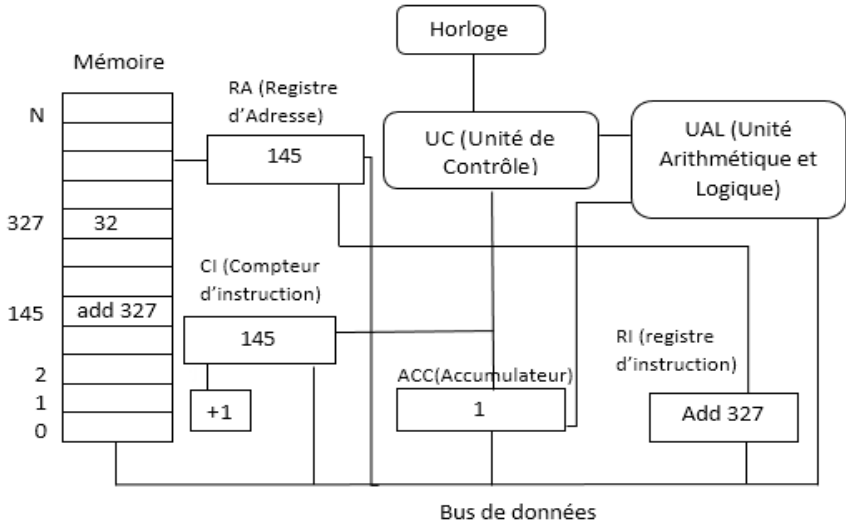 Horloge
Mémoire
RA (Registre
d'Adresse)
N
145
UC (Unité de
Contrôle)
UAL (Unité
Arithmétique et
Logique)
327
32
CI (Compteur
d'instruction)
145
add 327
145
RI (registre
d'instruction)
2
ACC(Accumulateur)
1
+1
1
Add 327
0
Bus de données